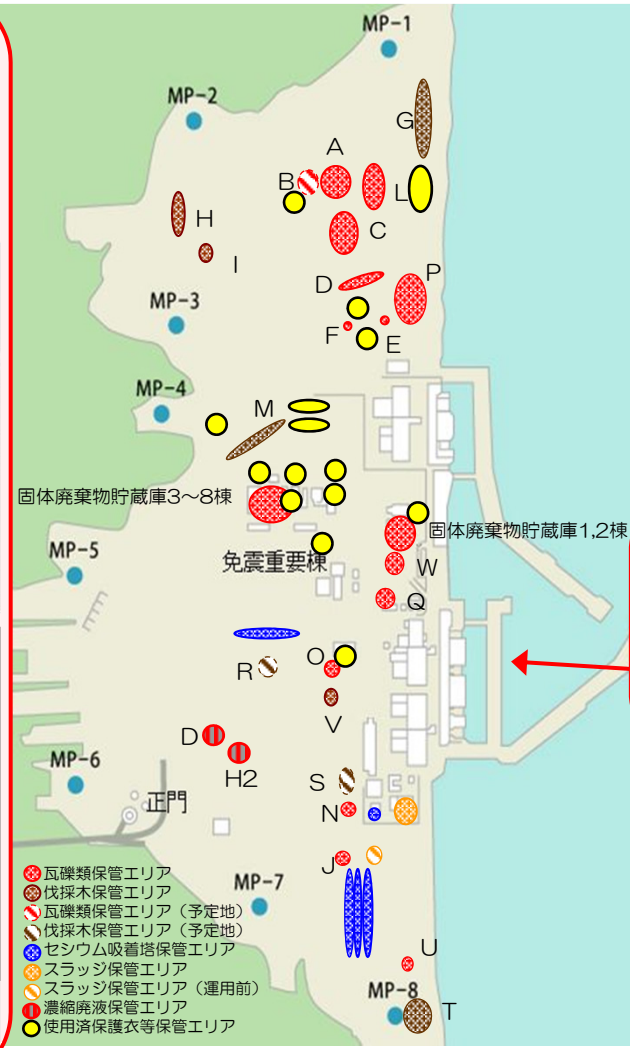 MP-1
MP-2
G
A
B
L
H
C
I
D
P
MP-3
F
E
MP-4
M
固体廃棄物貯蔵庫3～8棟
固体廃棄物貯蔵庫1,2棟
MP-5
免震重要棟
W
Q
O
R
V
D
H2
MP-6
S
正門
N
J
瓦礫類保管エリア
伐採木保管エリア
瓦礫類保管エリア（予定地）
伐採木保管エリア（予定地）
セシウム吸着塔保管エリア
スラッジ保管エリア
スラッジ保管エリア（運用前）
濃縮廃液保管エリア
使用済保護衣等保管エリア
MP-7
U
MP-8
T